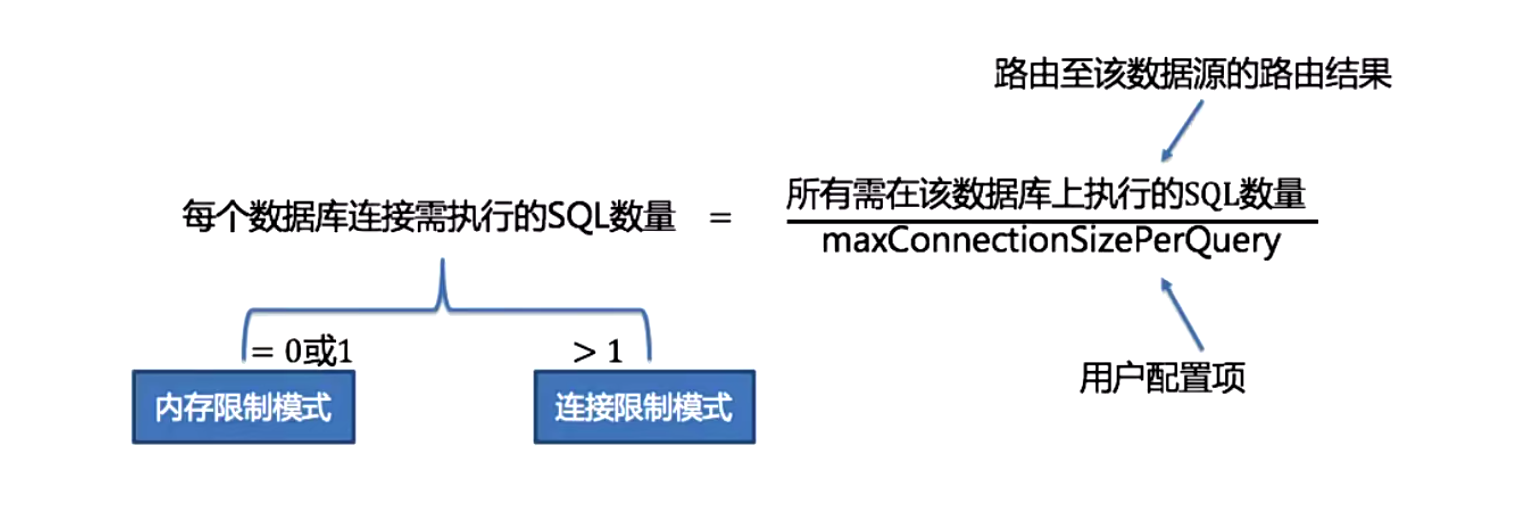 路由至该数据源的路由结果
每个数据库连接需执行的SQL数量 = 所有需在该数据库上执行的SQL数量
maxConnectionSizePerQuery
= 0或1
> 1
用户配置项
内存限制模式
连接限制模式